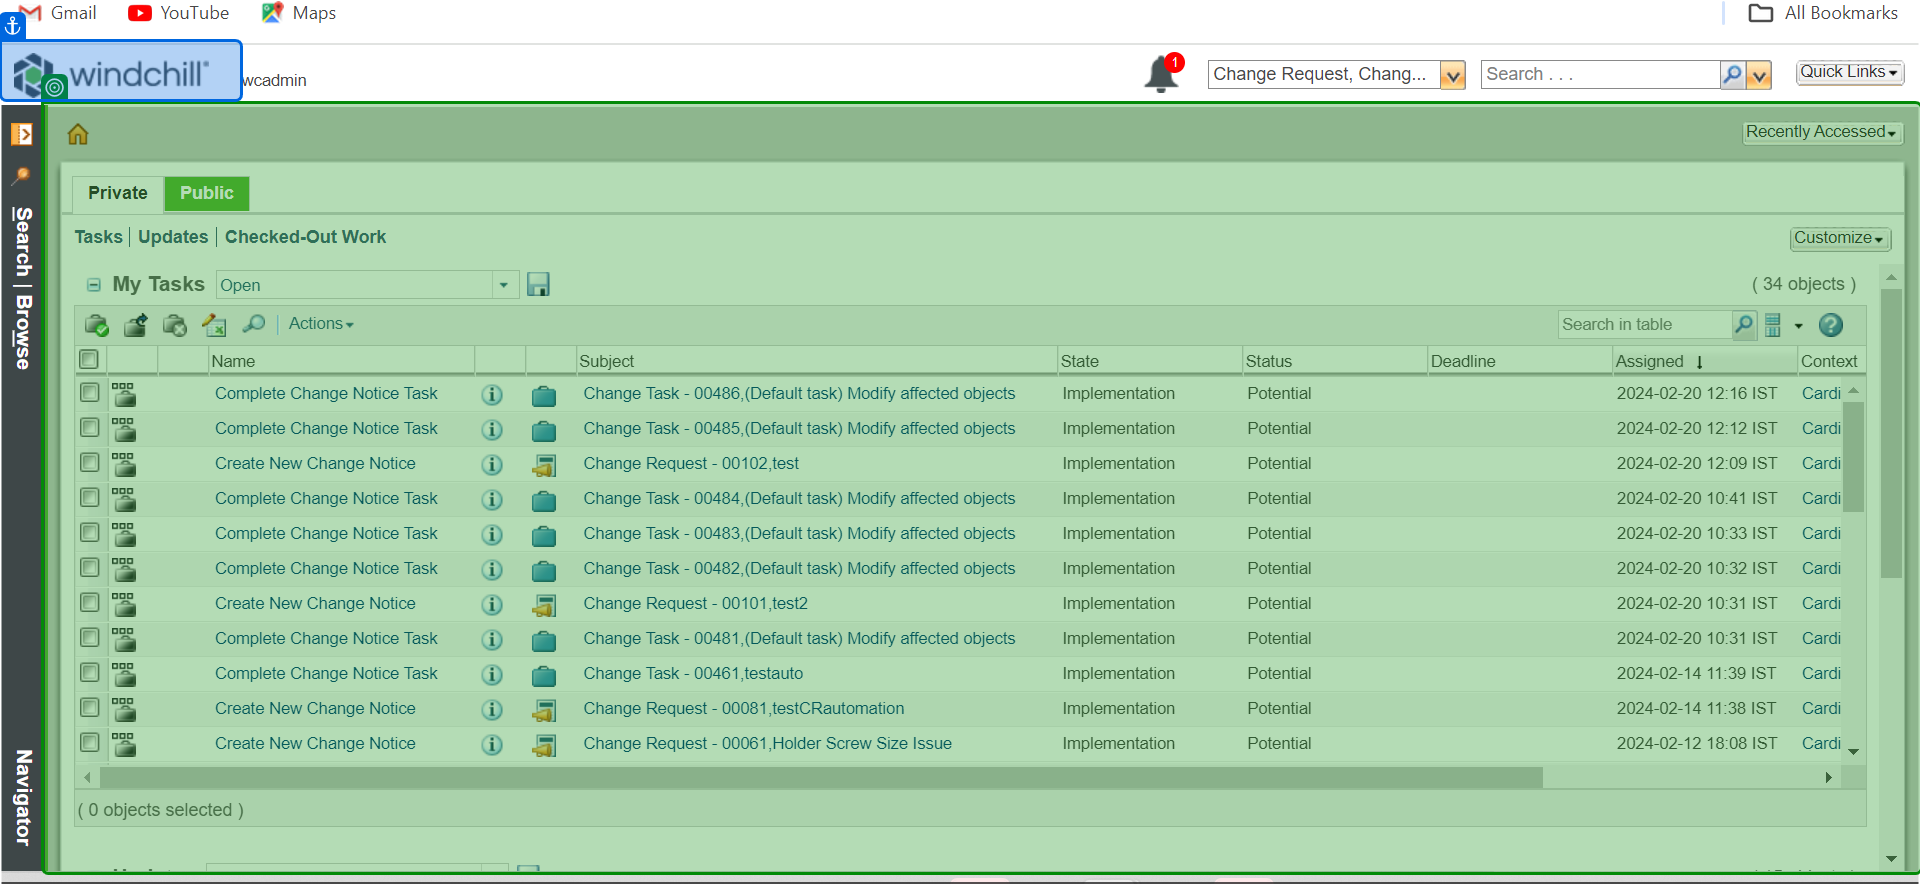 Gmail YouTube Maps All Bookmarks
windchill wcadmin 1 Change Request, Chang... Search . . . Quick Links
Recently Accessed
Private Public
Tasks Updates Checked-Out Work Customize
My Tasks Open ( 34 objects )
Actions Search in table
Name Subject State Status Deadline Assigned ↓ Context
Complete Change Notice Task Change Task - 00486,(Default task) Modify affected objects Implementation Potential 2024-02-20 12:16 IST Cardi
Complete Change Notice Task Change Task - 00485,(Default task) Modify affected objects Implementation Potential 2024-02-20 12:12 IST Cardi
Create New Change Notice Change Request - 00102,test Implementation Potential 2024-02-20 12:09 IST Cardi
Complete Change Notice Task Change Task - 00484,(Default task) Modify affected objects Implementation Potential 2024-02-20 10:41 IST Cardi
Complete Change Notice Task Change Task - 00483,(Default task) Modify affected objects Implementation Potential 2024-02-20 10:33 IST Cardi
Complete Change Notice Task Change Task - 00482,(Default task) Modify affected objects Implementation Potential 2024-02-20 10:32 IST Cardi
Create New Change Notice Change Request - 00101,test2 Implementation Potential 2024-02-20 10:31 IST Cardi
Complete Change Notice Task Change Task - 00481,(Default task) Modify affected objects Implementation Potential 2024-02-20 10:31 IST Cardi
Complete Change Notice Task Change Task - 00461,testauto Implementation Potential 2024-02-14 11:39 IST Cardi
Create New Change Notice Change Request - 00081,testCRautomation Implementation Potential 2024-02-14 11:38 IST Cardi
Create New Change Notice Change Request - 00061,Holder Screw Size Issue Implementation Potential 2024-02-12 18:08 IST Cardi
( 0 objects selected )
Search | Browse
Navigator